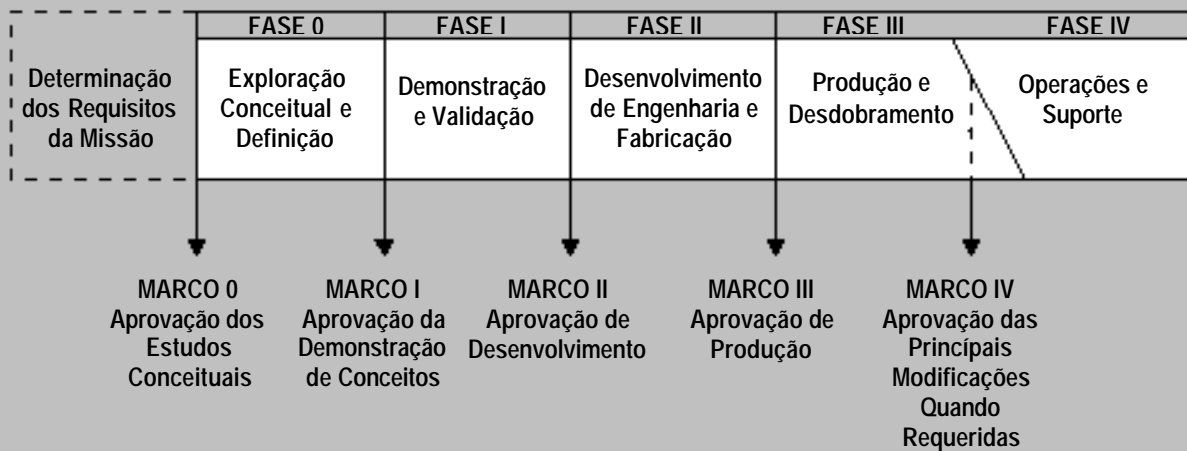 FASE 0
FASE I
FASE II
FASE III
FASE IV
Determinação
dos Requisitos
da Missão
Exploração
Conceitual e
Definição
Demonstração
e Validação
Desenvolvimento
de Engenharia e
Fabricação
Produção e
Desdobramento
Operações e
Suporte
MARCO 0
Aprovação dos
Estudos
Conceituais
MARCO I
Aprovação da
Demonstração
de Conceitos
MARCO II
Aprovação de
Desenvolvimento
MARCO III
Aprovação de
Produção
MARCO IV
Aprovação das
Princípais
Modificações
Quando
Requeridas